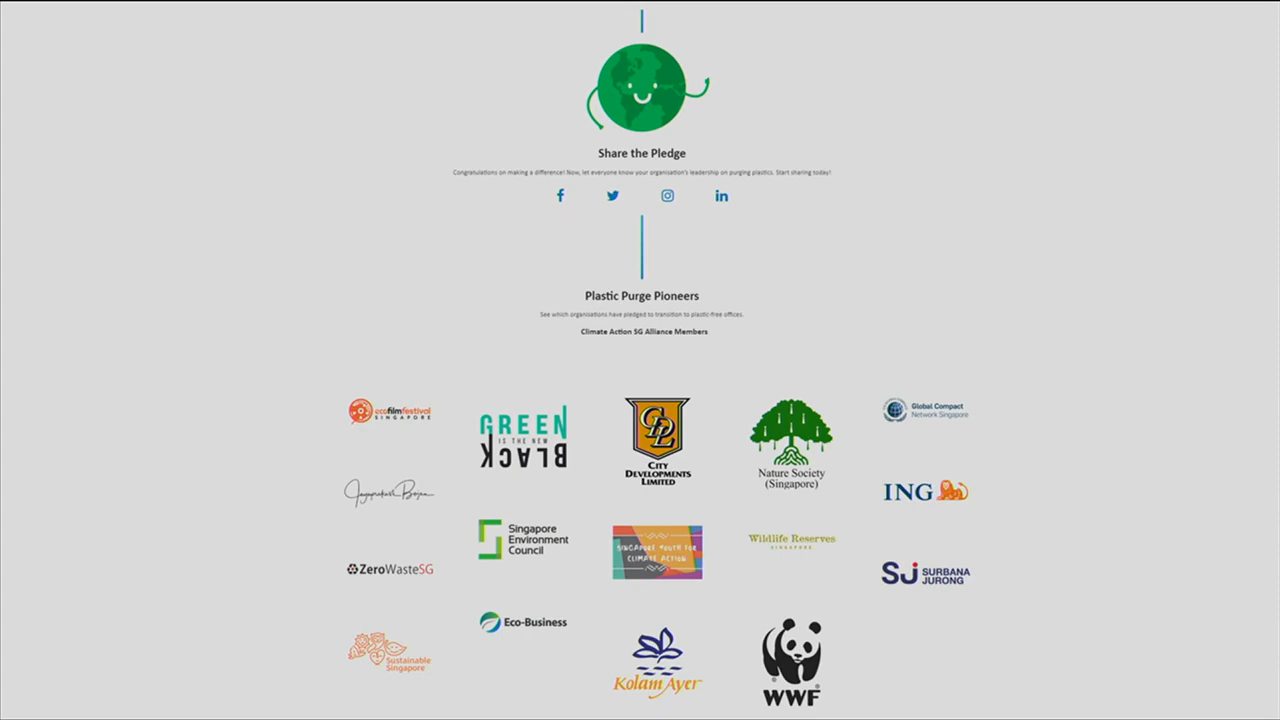 Share the Pledge
Congratulations on making a difference! Now, let everyone know your organisation's leadership on purging plastics. Start sharing today!
Plastic Purge Pioneers
See which organisations have pledged to transition to plastic-free offices.
Climate Action SG Alliance Members
ecofilmfestival
SINGAPORE
GREEN
IS THE NEW
BLACK
CDL
CITY
DEVELOPMENTS
LIMITED
Nature Society
(Singapore)
Global Compact
Network Singapore
ING
Singapore
Environment
Council
SINGAPORE YOUTH FOR
CLIMATE ACTION
Wildlife Reserves
SINGAPORE
ZeroWasteSG
SJ SURBANA
JURONG
Eco-Business
Sustainable
Singapore
Kolam Ayer
WWF